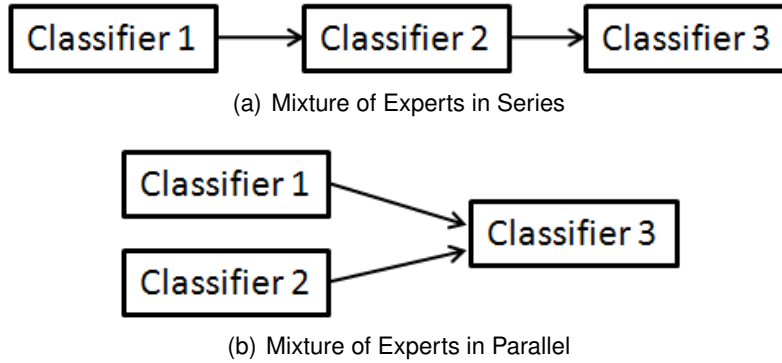 Classifier 1 Classifier 2 Classifier 3
(a) Mixture of Experts in Series
Classifier 1
Classifier 3
Classifier 2
(b) Mixture of Experts in Parallel